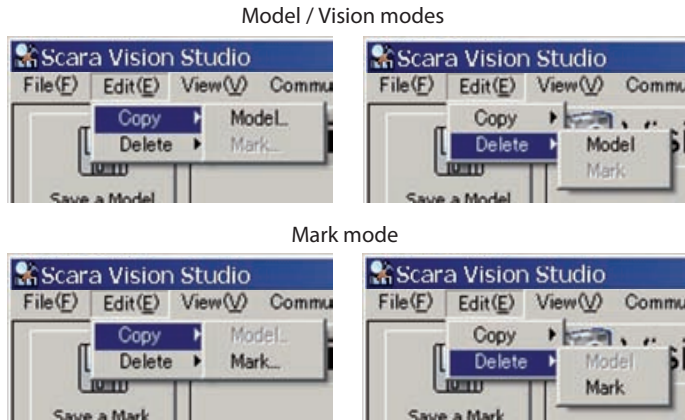 Model / Vision modes
Scara Vision Studio
File(F) Edit(E) View(V) Commu
Copy Model...
Delete Mark...
Save a Model
Scara Vision Studio
File(F) Edit(E) View(V) Commu
Copy
Delete Model
Mark
Save a Model
Mark mode
Scara Vision Studio
File(F) Edit(E) View(V) Commu
Copy Model...
Delete Mark...
Save a Mark
Scara Vision Studio
File(F) Edit(E) View(V) Commu
Copy
Delete Model
Mark
Save a Mark